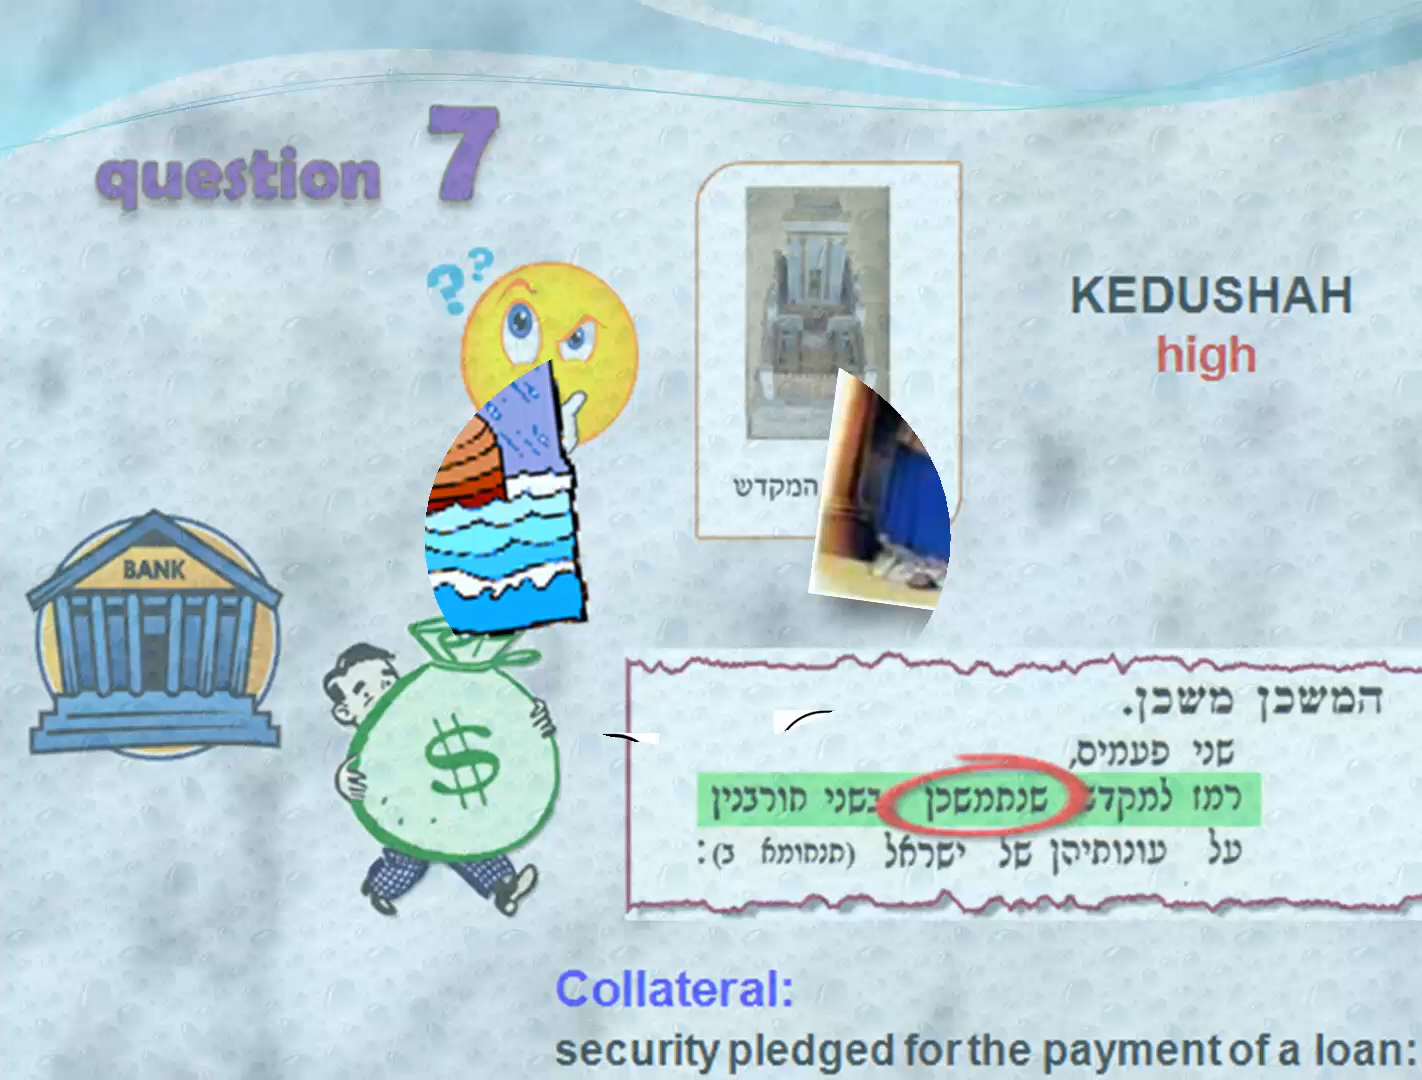 question 7
??
KEDUSHAH
high
המקדש
BANK
$
המשכן משכן.
שני פעמים,
רמז למקדש שנתמשכן בשני חורבנין
על עונותיהן של ישראל (תנחומא ב):
Collateral:
security pledged for the payment of a loan: